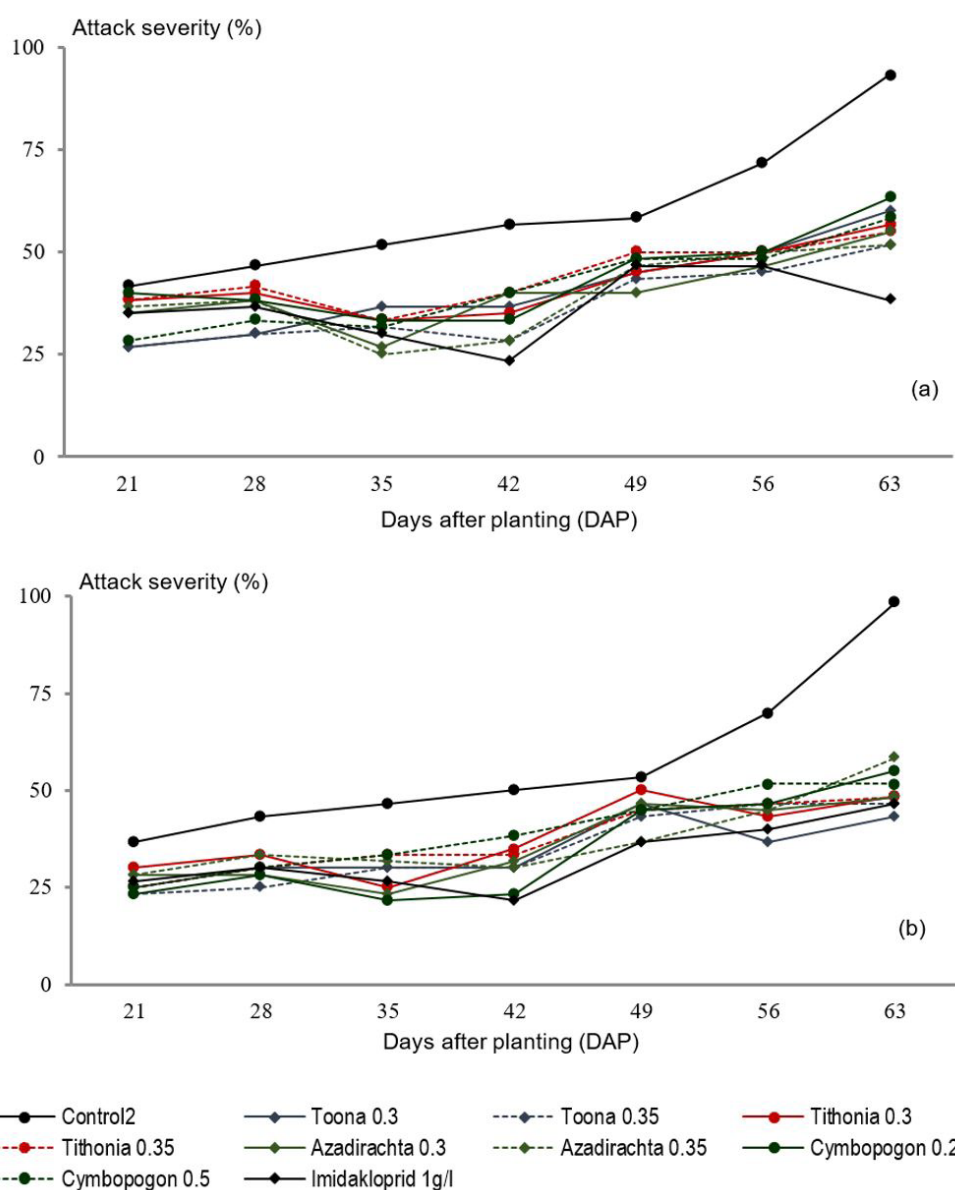 Attack severity (%)
100
75
50
25
0
(a)
21 28 35 42 49 56 63
Days after planting (DAP)
Attack severity (%)
100
75
50
25
0
(b)
21 28 35 42 49 56 63
Days after planting (DAP)
Control2 Toona 0.3 Toona 0.35 Tithonia 0.3
Tithonia 0.35 Azadirachta 0.3 Azadirachta 0.35 Cymbopogon 0.2
Cymbopogon 0.5 Imidakloprid 1g/l